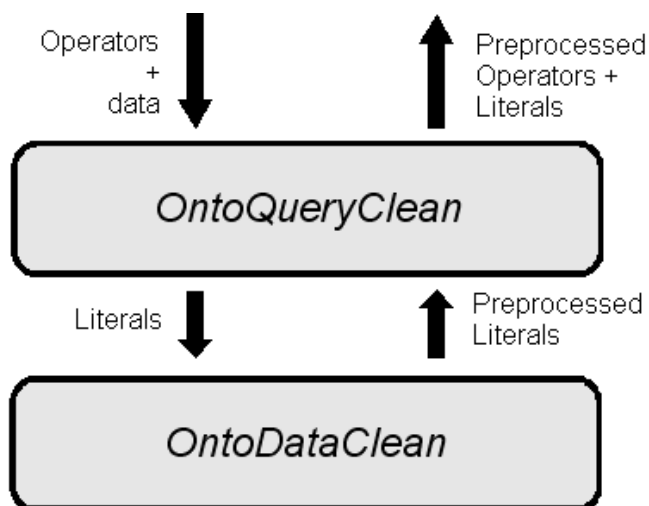 Operators
+
data
Preprocessed
Operators +
Literals
OntoQueryClean
Literals
Preprocessed
Literals
OntoDataClean